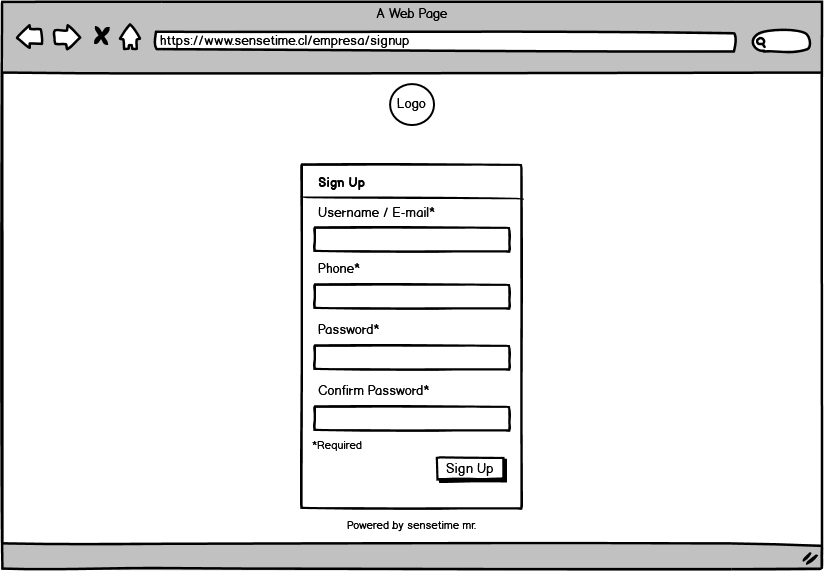 A Web Page
https://www.sensetime.cl/empresa/signup
Logo
Sign Up
Username / E-mail*
Phone*
Password*
Confirm Password*
*Required
Sign Up
Powered by sensetime mr.